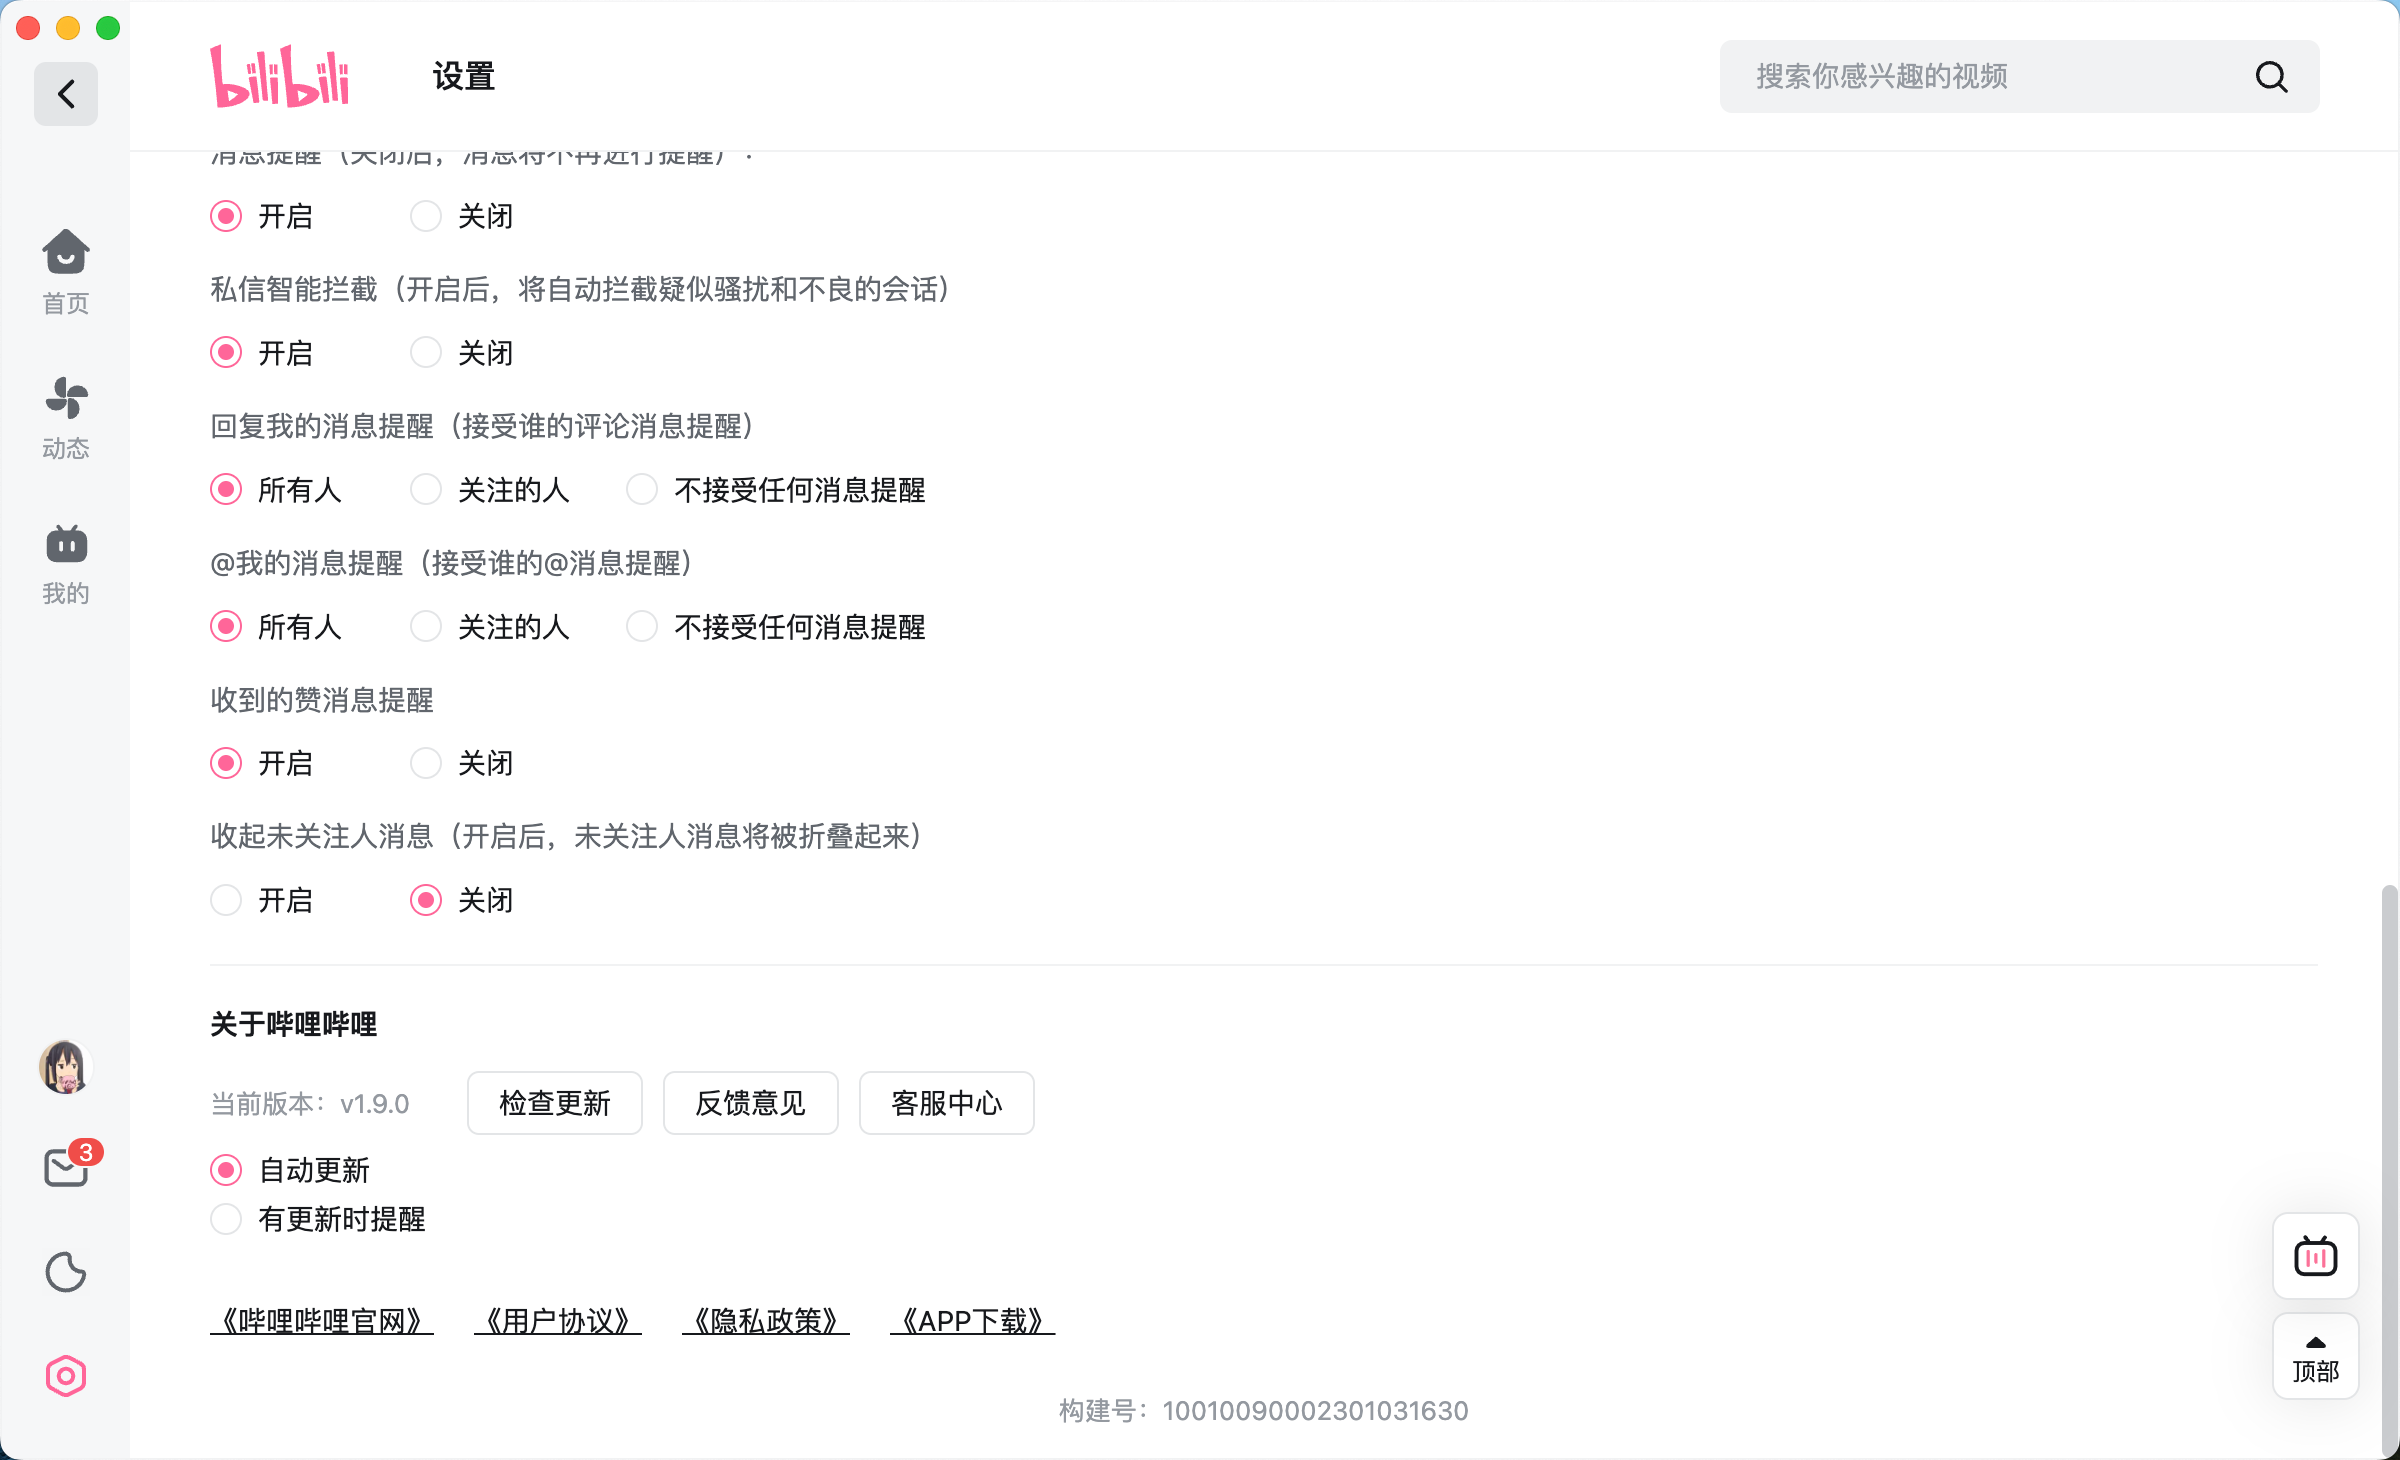 bilibili
设置
搜索你感兴趣的视频
消息提醒（关闭后，消息将不再进行提醒）：
开启 关闭
私信智能拦截（开启后，将自动拦截疑似骚扰和不良的会话）
开启 关闭
回复我的消息提醒（接受谁的评论消息提醒）
所有人 关注的人 不接受任何消息提醒
@我的消息提醒（接受谁的@消息提醒）
所有人 关注的人 不接受任何消息提醒
收到的赞消息提醒
开启 关闭
收起未关注人消息（开启后，未关注人消息将被折叠起来）
开启 关闭
关于哔哩哔哩
当前版本：v1.9.0 检查更新 反馈意见 客服中心
自动更新
有更新时提醒
《哔哩哔哩官网》 《用户协议》 《隐私政策》 《APP下载》
构建号：10010090002301031630
首页
动态
我的
3
顶部